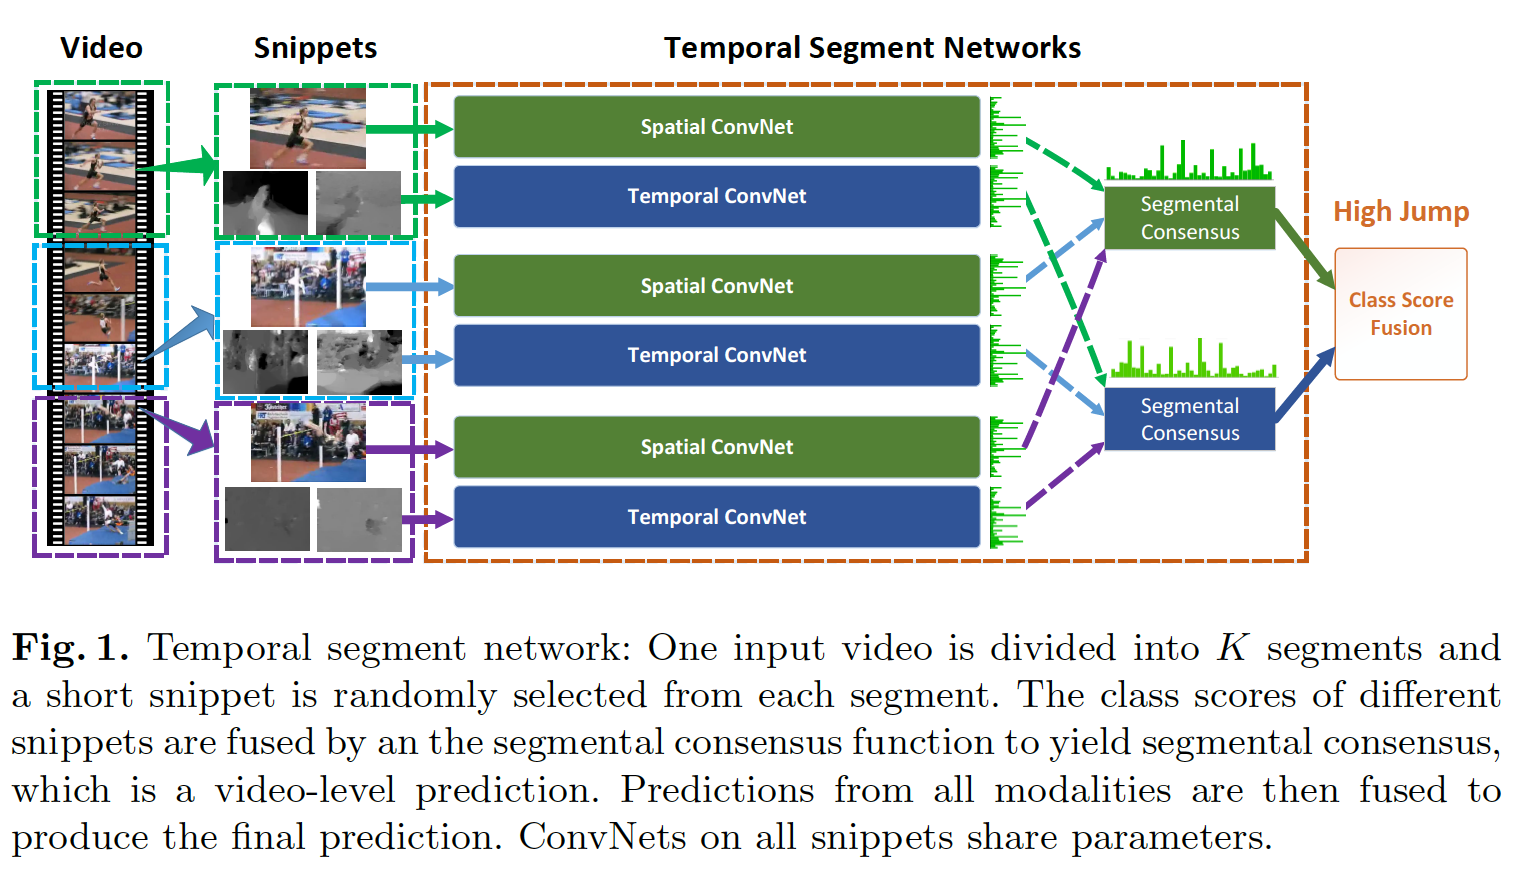 Video
Snippets
Temporal Segment Networks
Spatial ConvNet
Temporal ConvNet
Spatial ConvNet
Temporal ConvNet
Spatial ConvNet
Temporal ConvNet
Segmental
Consensus
Segmental
Consensus
High Jump
Class Score
Fusion
Fig. 1. Temporal segment network: One input video is divided into K segments and
a short snippet is randomly selected from each segment. The class scores of different
snippets are fused by an the segmental consensus function to yield segmental consensus,
which is a video-level prediction. Predictions from all modalities are then fused to
produce the final prediction. ConvNets on all snippets share parameters.